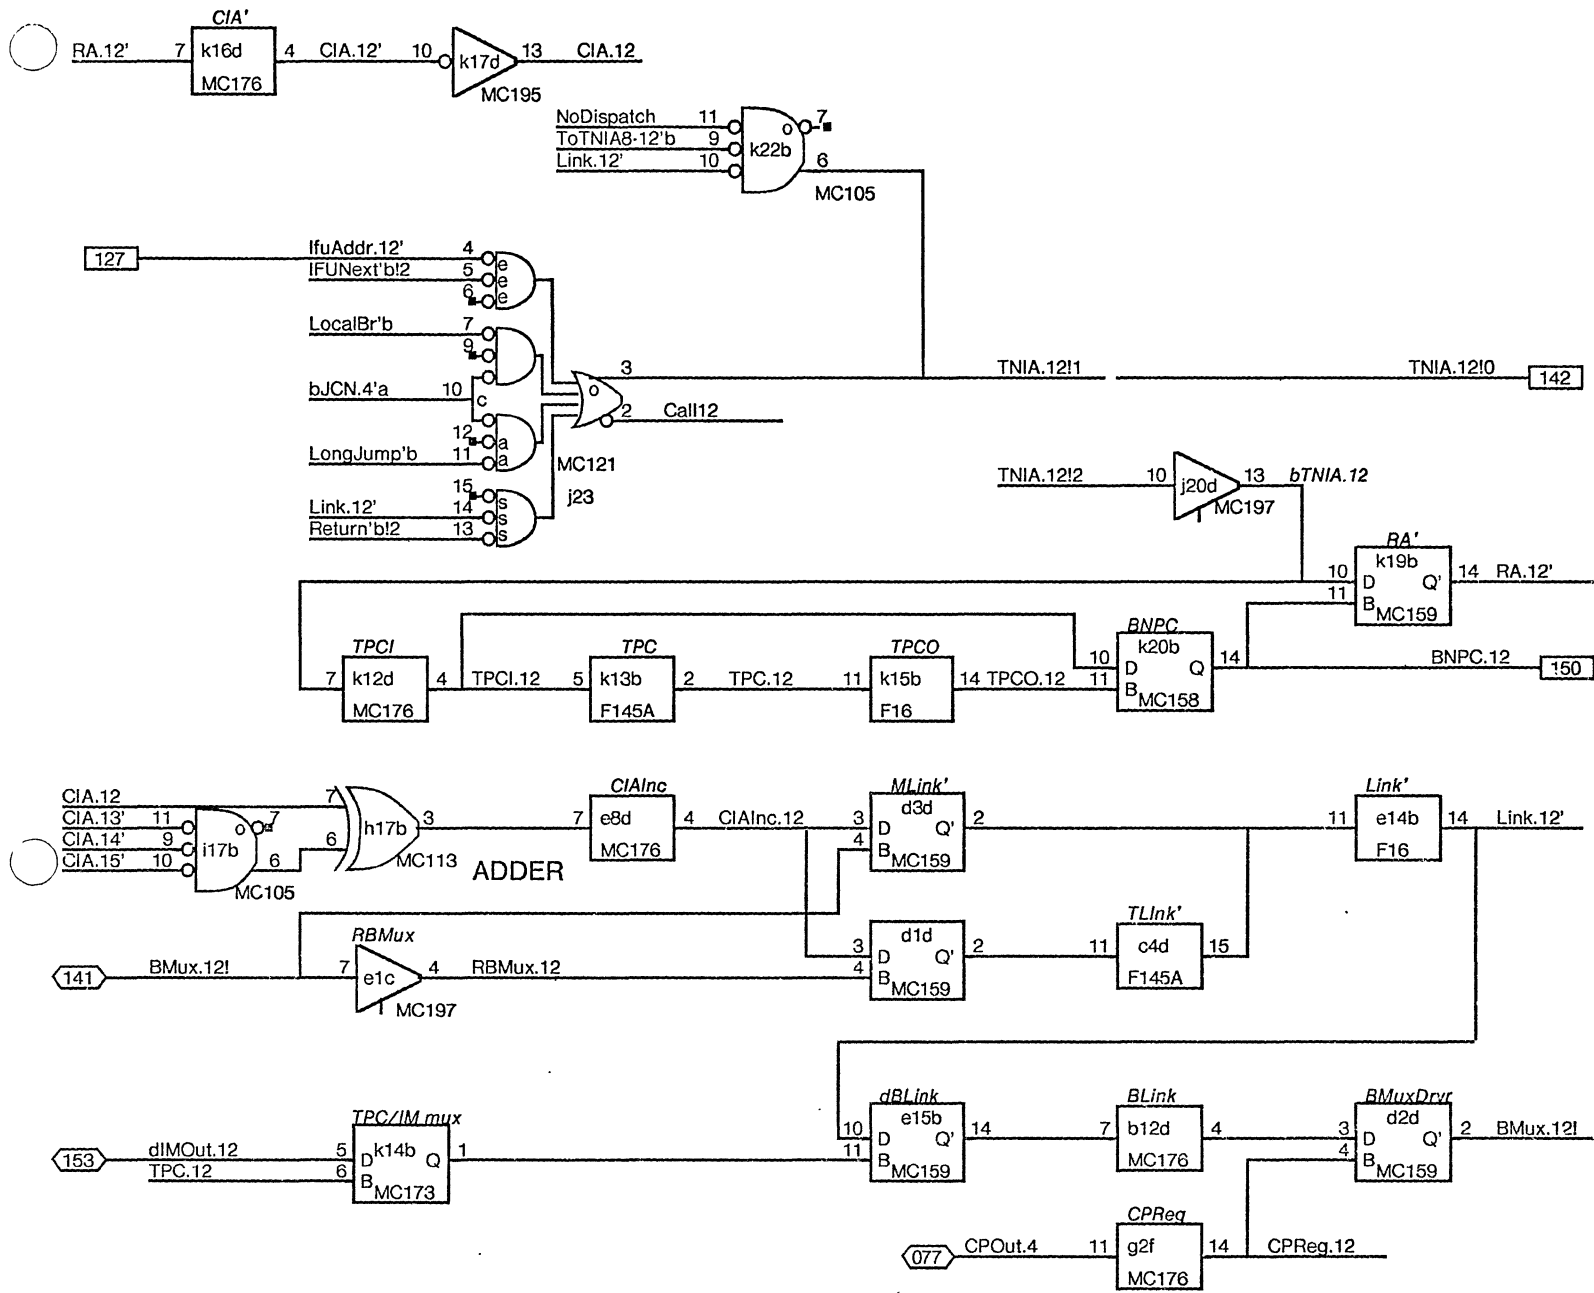 CIA'
RA.12' 7 k16d 4 CIA.12' 10 k17d 13 CIA.12
MC176 MC195
NoDispatch 11 o 7
ToTNIA8-12'b 9 k22b
Link.12' 10 6
MC105
127 IfuAddr.12' 4 e
IFUNext'b!2 5 e
6 e
LocalBr'b 7
9
bJCN.4'a 10 c
12 a
LongJump'b 11 a
o 3 TNIA.12!1 TNIA.12!0 142
2 Call12
MC121
j23
15 s
Link.12' 14 s
Return'b!2 13 s
TNIA.12!2 10 j20d 13 bTNIA.12
MC197
RA'
k19b
10 D Q' 14 RA.12'
11 B MC159
TPCI TPC TPCO BNPC
k20b
10 D Q 14 BNPC.12 150
7 k12d 4 TPCI.12 5 k13b 2 TPC.12 11 k15b 14 TPCO.12 11 B
MC176 F145A F16 MC158
CIA.12 7
CIA.13' 11 o 7
CIA.14' 9 i17b 6
CIA.15' 10 6
MC105
h17b 3
MC113
ADDER
CIAInc
7 e8d 4 CIAInc.12
MC176
MLink'
d3d
3 D Q' 2
4 B MC159
Link'
11 e14b 14 Link.12'
F16
RBMux
141 BMux.12! 7 e1c 4 RBMux.12
MC197
d1d
3 D Q' 2
4 B MC159
TLInk'
11 c4d 15
F145A
TPC/IM mux
153 dIMOut.12 5 D k14b Q 1
TPC.12 6 B MC173
dBLink
e15b
10 D Q' 14
11 B MC159
BLink
7 b12d 4
MC176
BMuxDrvr
d2d
3 D Q' 2 BMux.12!
4 B MC159
CPReg
077 CPOut.4 11 g2f 14 CPReg.12
MC176